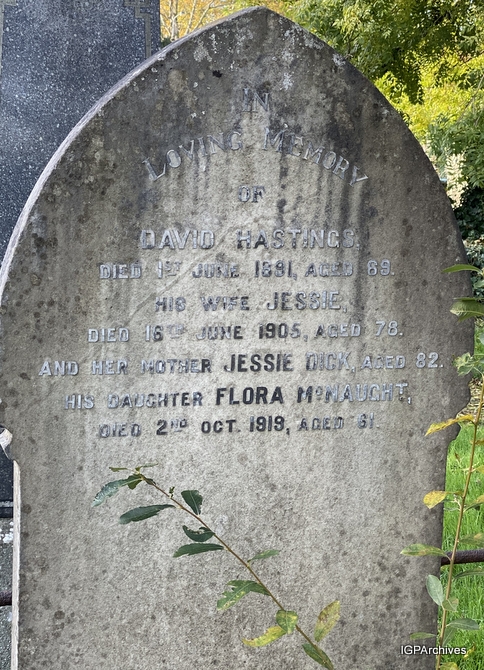 IN
LOVING MEMORY
OF
DAVID HASTINGS.
DIED 1ST JUNE 1891, AGED 69.
HIS WIFE JESSIE,
DIED 16TH JUNE 1905, AGED 78.
AND HER MOTHER JESSIE DICK, AGED 82.
HIS DAUGHTER FLORA MCNAUGHT,
DIED 2ND OCT. 1919, AGED 61.
IGPArchives